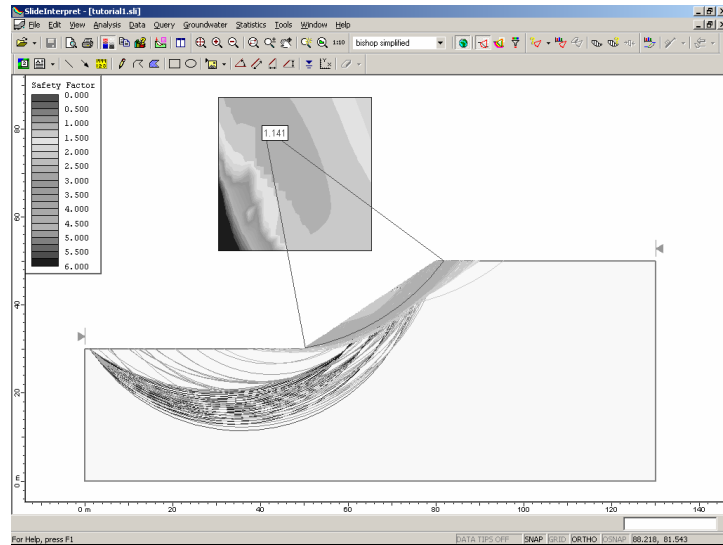 SlideInterpret - [tutorial1.sli]
File Edit View Analysis Data Query Groundwater Statistics Tools Window Help
1:10 bishop simplified
Safety Factor
0.000
0.500
1.000
1.500
2.000
2.500
3.000
3.500
4.000
4.500
5.000
5.500
6.000
1.141
80
60
40
20
0 m
0 m 20 40 60 80 100 120 140
For Help, press F1 DATA TIPS OFF SNAP GRID ORTHO OSNAP 88.218, 81.543